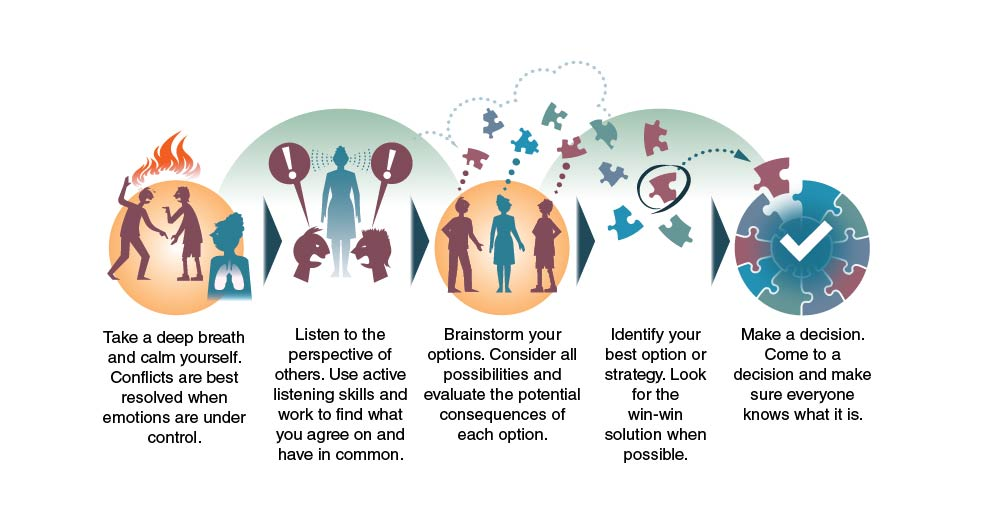 ! !
Take a deep breath
and calm yourself.
Conflicts are best
resolved when
emotions are under
control.
Listen to the
perspective of
others. Use active
listening skills and
work to find what
you agree on and
have in common.
Brainstorm your
options. Consider all
possibilities and
evaluate the potential
consequences of
each option.
Identify your
best option or
strategy. Look
for the
win-win
solution when
possible.
Make a decision.
Come to a
decision and make
sure everyone
knows what it is.